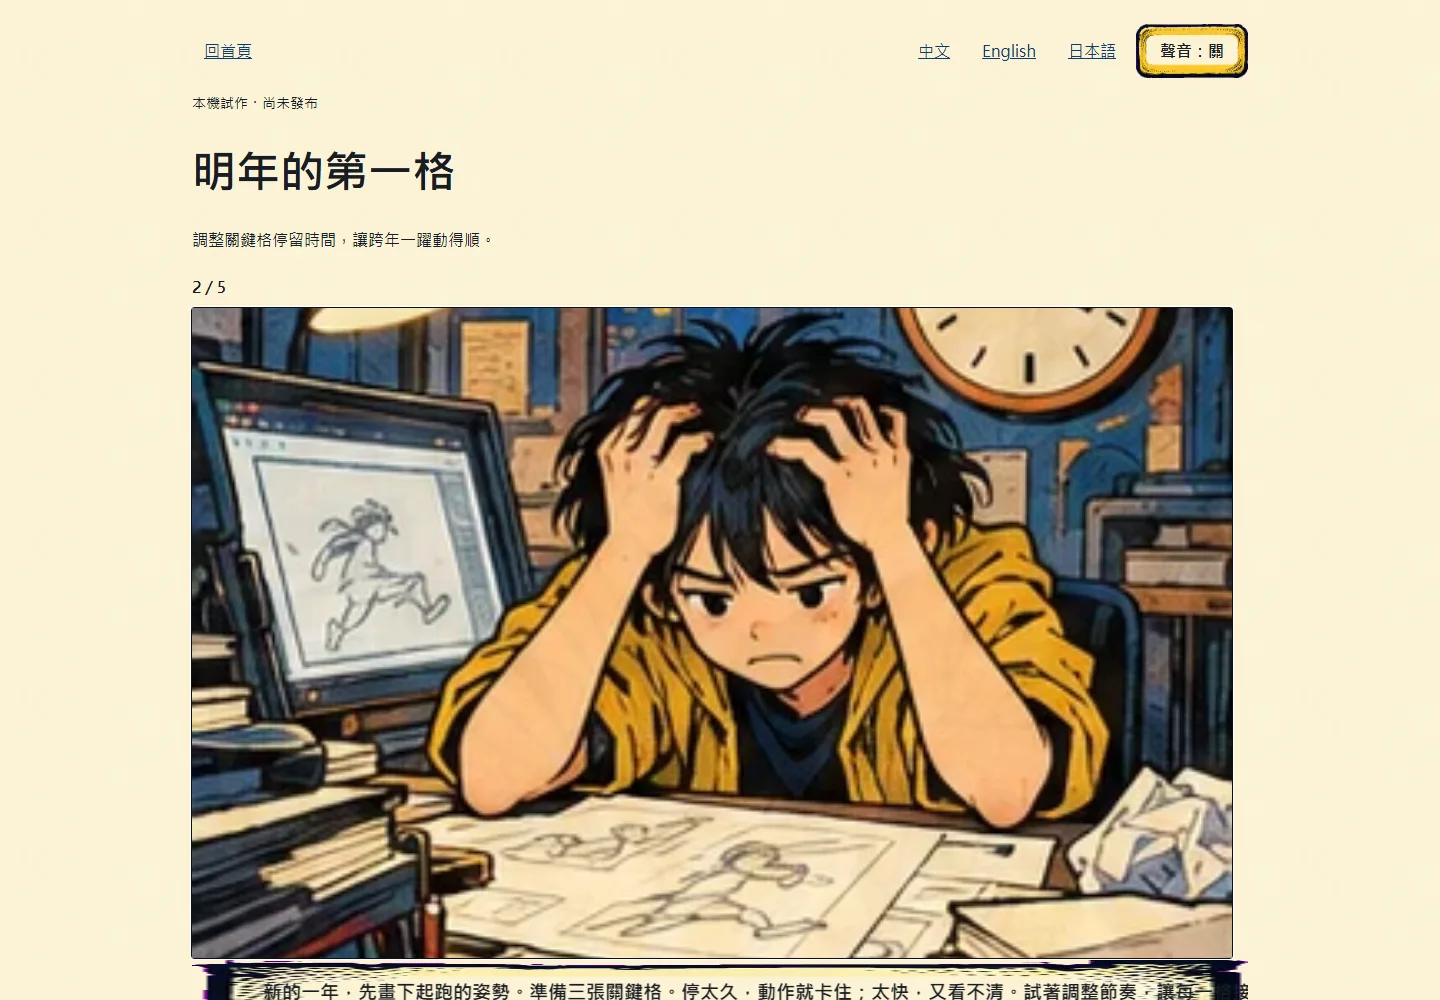 回首頁
中文 English 日本語 聲音：關
本機試作・尚未發布
明年的第一格
調整關鍵格停留時間，讓跨年一躍動得順。
2 / 5
新的一年，先畫下起跑的姿勢。準備三張關鍵格。停太久，動作就卡住；太快，又看不清。試著調整節奏，讓每一格接